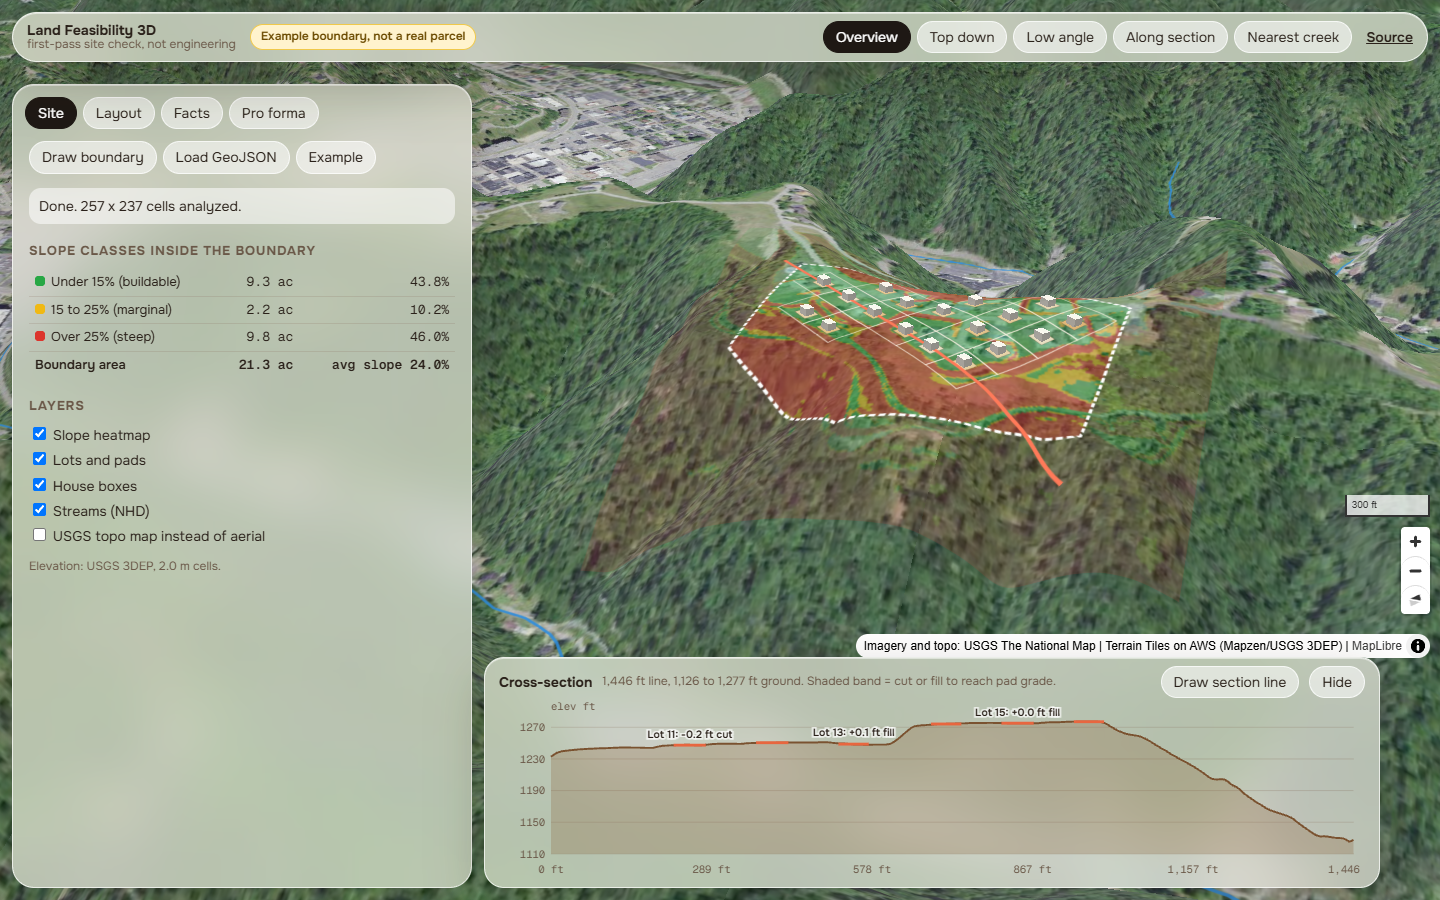 Land Feasibility 3D
first-pass site check, not engineering
Example boundary, not a real parcel
Overview
Top down
Low angle
Along section
Nearest creek
Source
Site
Layout
Facts
Pro forma
Draw boundary
Load GeoJSON
Example
Done. 257 x 237 cells analyzed.
SLOPE CLASSES INSIDE THE BOUNDARY
Under 15% (buildable) 9.3 ac 43.8%
15 to 25% (marginal) 2.2 ac 10.2%
Over 25% (steep) 9.8 ac 46.0%
Boundary area 21.3 ac avg slope 24.0%
LAYERS
Slope heatmap
Lots and pads
House boxes
Streams (NHD)
USGS topo map instead of aerial
Elevation: USGS 3DEP, 2.0 m cells.
300 ft
Imagery and topo: USGS The National Map | Terrain Tiles on AWS (Mapzen/USGS 3DEP) | MapLibre
Cross-section 1,446 ft line, 1,126 to 1,277 ft ground. Shaded band = cut or fill to reach pad grade.
Draw section line
Hide
elev ft
Lot 15: +0.0 ft fill
Lot 11: -0.2 ft cut
Lot 13: +0.1 ft fill
1270
1230
1190
1150
1110
0 ft 289 ft 578 ft 867 ft 1,157 ft 1,446